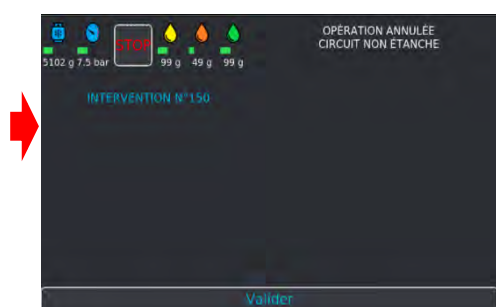 5102 g 7.5 bar STOP 99 g 49 g 99 g
OPÉRATION ANNULÉE
CIRCUIT NON ÉTANCHE
INTERVENTION N°150
Valider